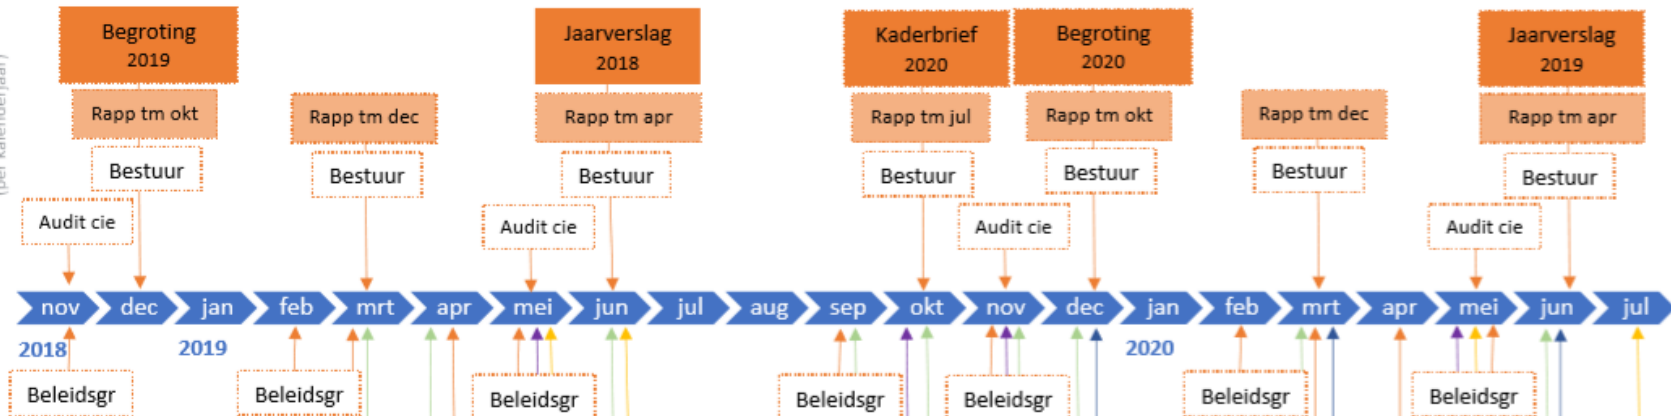 (per kalenderjaar)
Begroting
2019
Jaarverslag
2018
Kaderbrief
2020
Begroting
2020
Jaarverslag
2019
Rapp tm okt
Rapp tm dec
Rapp tm apr
Rapp tm jul
Rapp tm okt
Rapp tm dec
Rapp tm apr
Bestuur
Bestuur
Bestuur
Bestuur
Bestuur
Bestuur
Bestuur
Audit cie
Audit cie
Audit cie
Audit cie
nov dec jan feb mrt apr mei jun jul aug sep okt nov dec jan feb mrt apr mei jun jul
2018 2019 2020
Beleidsgr
Beleidsgr
Beleidsgr
Beleidsgr
Beleidsgr
Beleidsgr
Beleidsgr